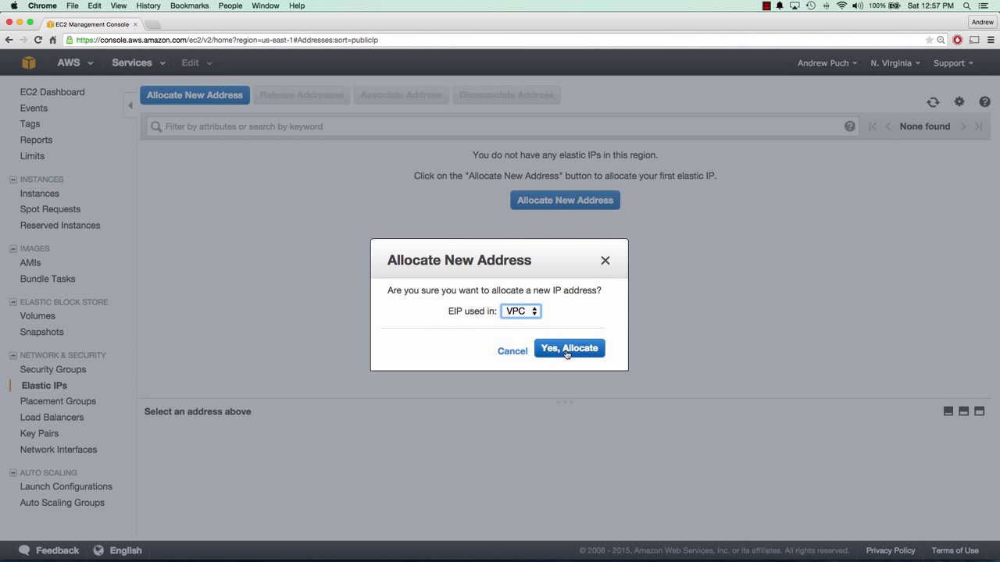 Chrome File Edit View History Bookmarks People Window Help 100% Sat 12:57 PM
EC2 Management Console
Andrew
https://console.aws.amazon.com/ec2/v2/home?region=us-east-1#Addresses:sort=publicIp
AWS Services Edit Andrew Puch N. Virginia Support
Allocate New Address Release Addresses Associate Address Disassociate Address
Filter by attributes or search by keyword None found
You do not have any elastic IPs in this region.
Click on the "Allocate New Address" button to allocate your first elastic IP.
Allocate New Address
EC2 Dashboard
Events
Tags
Reports
Limits
INSTANCES
Instances
Spot Requests
Reserved Instances
IMAGES
AMIs
Bundle Tasks
ELASTIC BLOCK STORE
Volumes
Snapshots
NETWORK & SECURITY
Security Groups
Elastic IPs
Placement Groups
Load Balancers
Key Pairs
Network Interfaces
AUTO SCALING
Launch Configurations
Auto Scaling Groups
Allocate New Address
Are you sure you want to allocate a new IP address?
EIP used in: VPC
Cancel Yes, Allocate
Select an address above
Feedback English © 2008 - 2015, Amazon Web Services, Inc. or its affiliates. All rights reserved. Privacy Policy Terms of Use